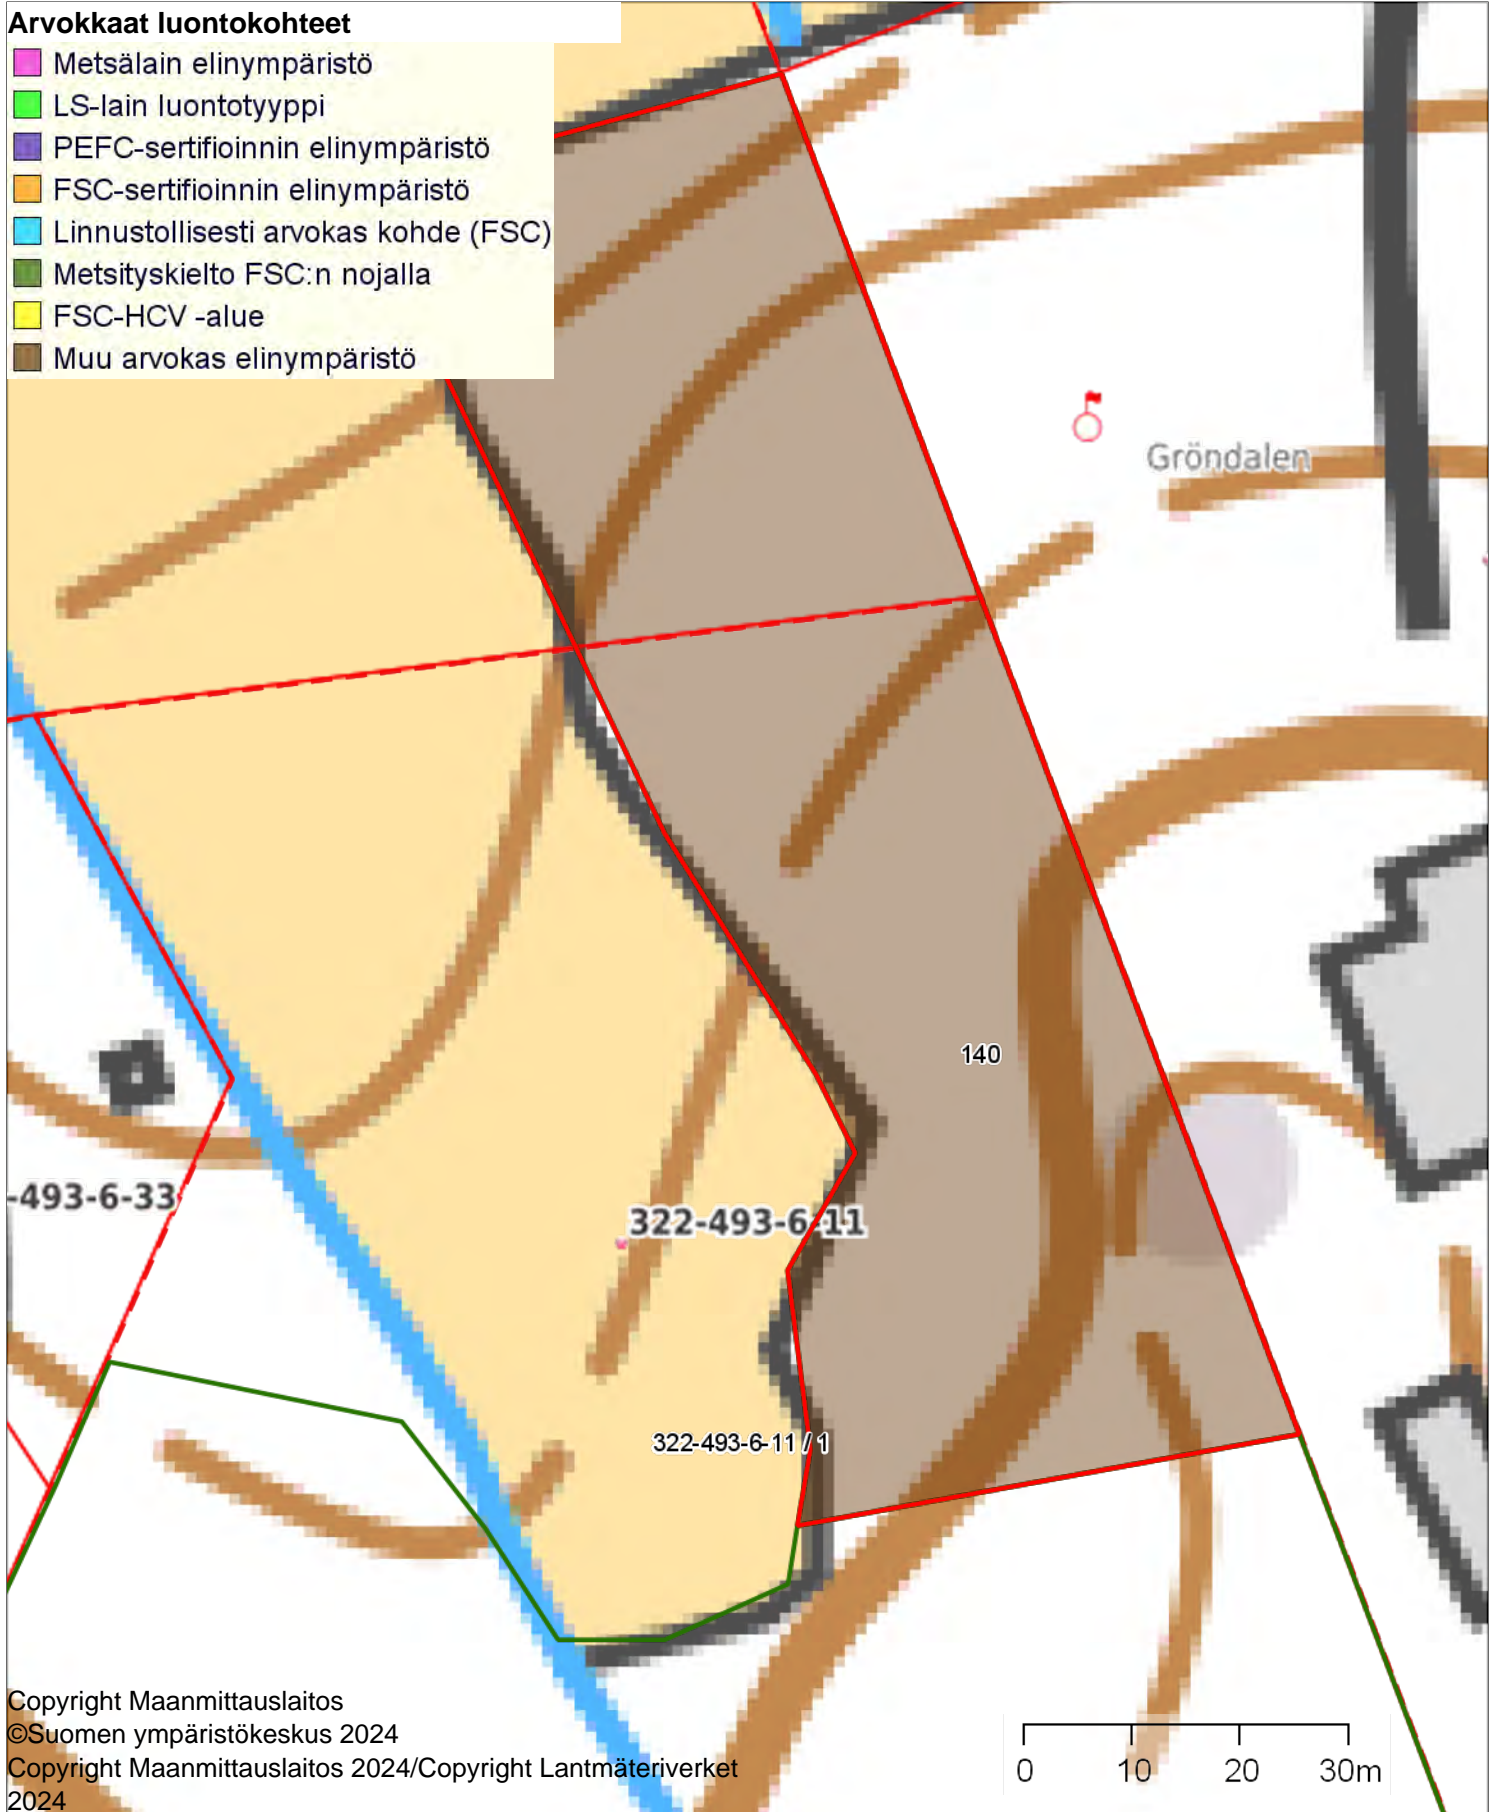 Arvokkaat luontokohteet
Metsälain elinympäristö
LS-lain luontotyyppi
PEFC-sertifioinnin elinympäristö
FSC-sertifioinnin elinympäristö
Linnustollisesti arvokas kohde (FSC)
Metsityskielto FSC:n nojalla
FSC-HCV -alue
Muu arvokas elinympäristö
Gröndalen
140
-493-6-33
322-493-6-11
322-493-6-11 / 1
Copyright Maanmittauslaitos
©Suomen ympäristökeskus 2024
Copyright Maanmittauslaitos 2024/Copyright Lantmäteriverket
2024
0 10 20 30m